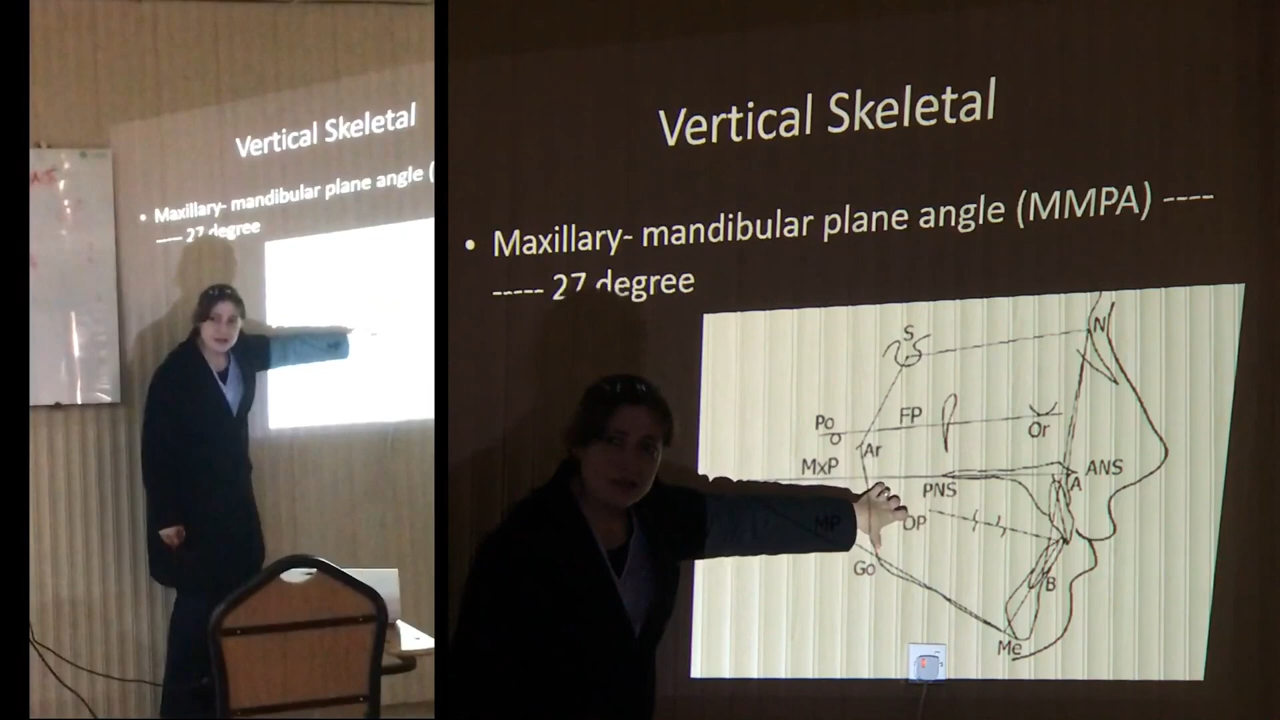 Vertical Skeletal
• Maxillary- mandibular plane angle (
---- 27 degree
Vertical Skeletal
• Maxillary- mandibular plane angle (MMPA) ----
----- 27 degree
S
N
Po
FP
Or
Ar
MxP
ANS
PNS
A
MP
OP
Go
B
Me